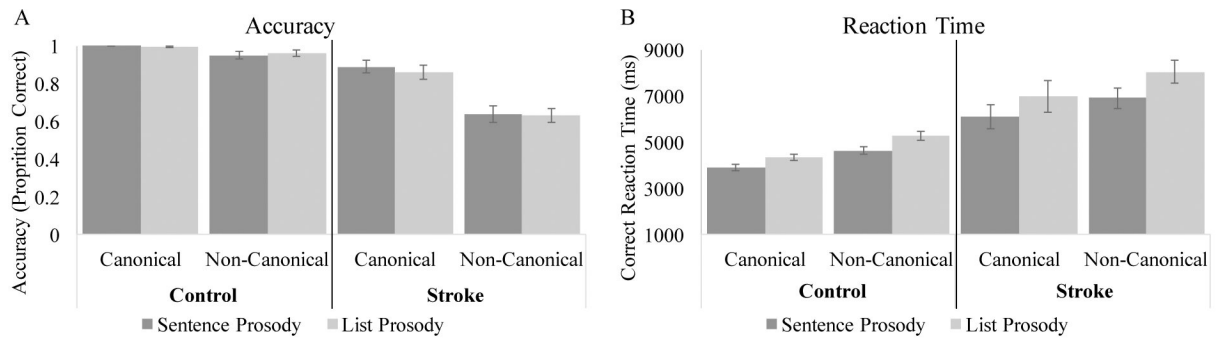 A
Accuracy
Accuracy (Proprition Correct)
1
0.8
0.6
0.4
0.2
0
Canonical Non-Canonical Canonical Non-Canonical
Control Stroke
Sentence Prosody List Prosody
B
Reaction Time
Correct Reaction Time (ms)
9000
7000
5000
3000
1000
Canonical Non-Canonical Canonical Non-Canonical
Control Stroke
Sentence Prosody List Prosody